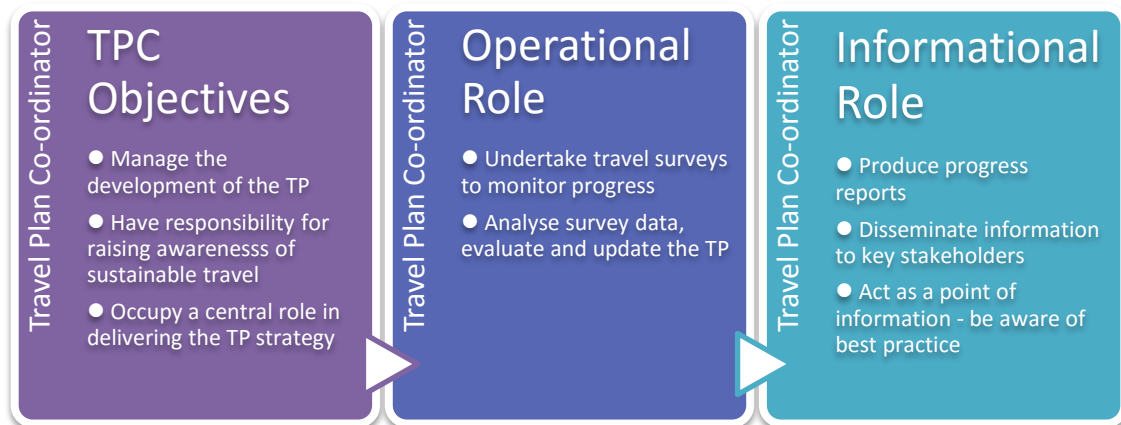 Travel Plan Co-ordinator
TPC
Objectives
● Manage the
development of the TP
● Have responsibility for
raising awarenesss of
sustainable travel
● Occupy a central role in
delivering the TP strategy
Travel Plan Co-ordinator
Operational
Role
● Undertake travel surveys
to monitor progress
● Analyse survey data,
evaluate and update the TP
Travel Plan Co-ordinator
Informational
Role
● Produce progress
reports
● Disseminate information
to key stakeholders
● Act as a point of
information - be aware of
best practice